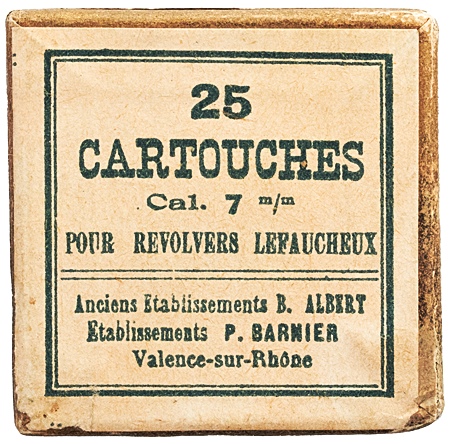 25
CARTOUCHES
Cal. 7 m/m
POUR REVOLVERS LEFAUCHEUX
Anciens Etablissements B. ALBERT
Etablissements P. BARNIER
Valence-sur-Rhône